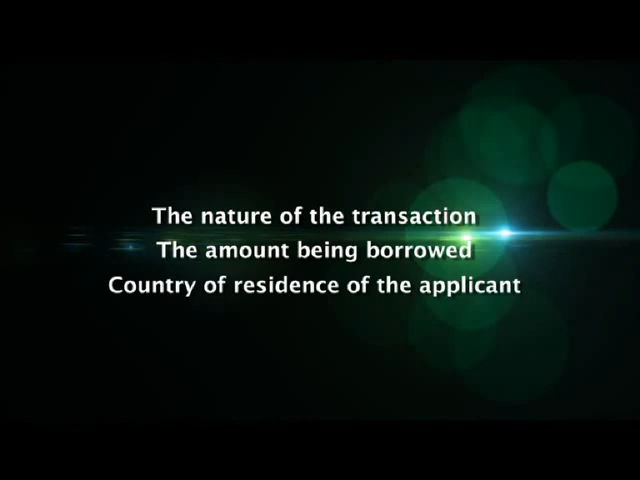 The nature of the transaction
The amount being borrowed
Country of residence of the applicant